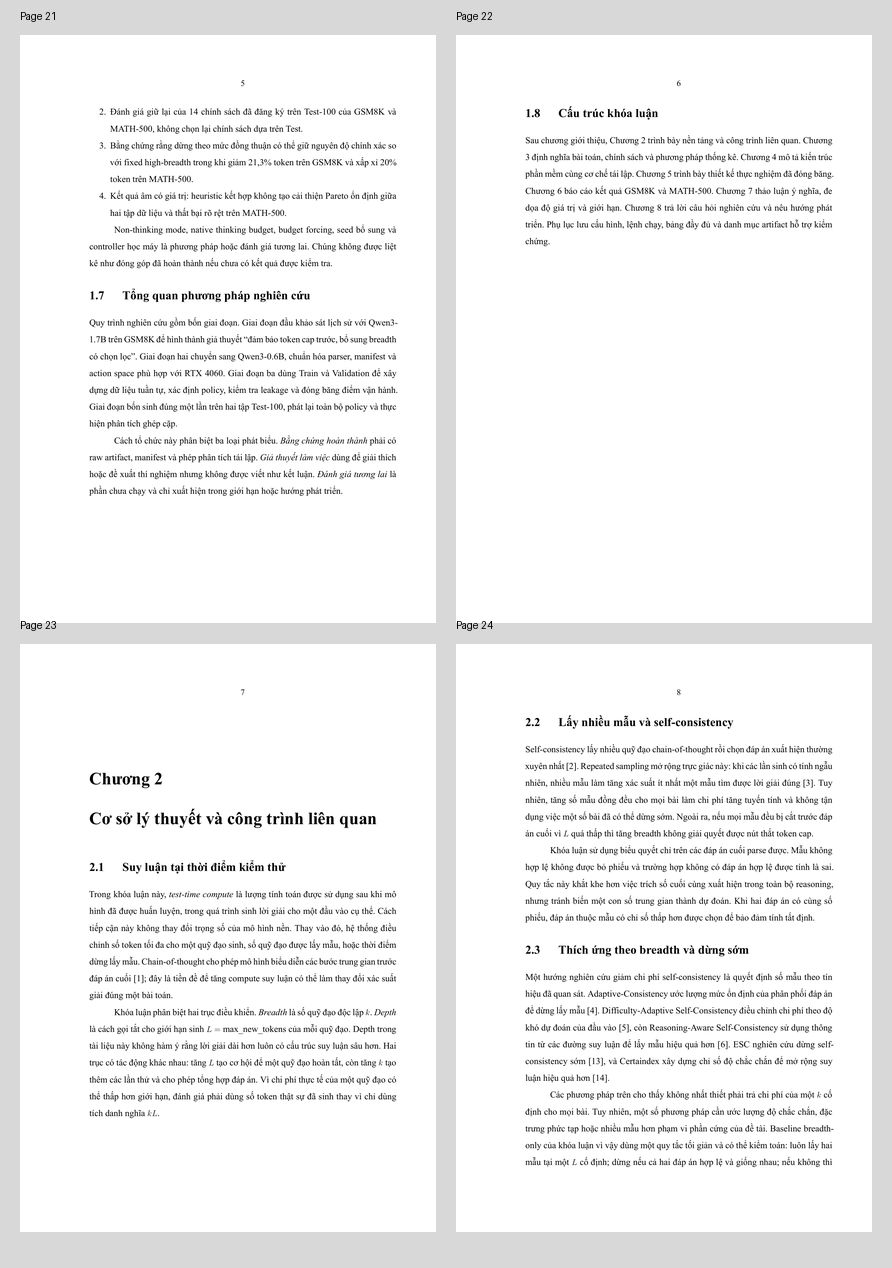 Page 21
5
2. Đánh giá giữ lại của 14 chính sách đã đăng ký trên Test-100 của GSM8K và
MATH-500, không chọn lại chính sách dựa trên Test.
3. Bằng chứng rằng dừng theo mức đồng thuận có thể giữ nguyên độ chính xác so
với fixed high-breadth trong khi giảm 21,3% token trên GSM8K và xấp xỉ 20%
token trên MATH-500.
4. Kết quả âm có giá trị: heuristic kết hợp không tạo cải thiện Pareto ổn định giữa
hai tập dữ liệu và thất bại rõ rệt trên MATH-500.
Non-thinking mode, native thinking budget, budget forcing, seed bổ sung và
controller học máy là phương pháp hoặc đánh giá tương lai. Chúng không được liệt
kê như đóng góp đã hoàn thành nếu chưa có kết quả được kiểm tra.
1.7 Tổng quan phương pháp nghiên cứu
Quy trình nghiên cứu gồm bốn giai đoạn. Giai đoạn đầu khảo sát lịch sử với Qwen3-
1.7B trên GSM8K để hình thành giả thuyết “đảm bảo token cap trước, bổ sung breadth
có chọn lọc”. Giai đoạn hai chuyển sang Qwen3-0.6B, chuẩn hóa parser, manifest và
action space phù hợp với RTX 4060. Giai đoạn ba dùng Train và Validation để xây
dựng dữ liệu tuần tự, xác định policy, kiểm tra leakage và đóng băng điểm vận hành.
Giai đoạn bốn sinh đúng một lần trên hai tập Test-100, phát lại toàn bộ policy và thực
hiện phân tích ghép cặp.
Cách tổ chức này phân biệt ba loại phát biểu. Bằng chứng hoàn thành phải có
raw artifact, manifest và phép phân tích tái lập. Giả thuyết làm việc dùng để giải thích
hoặc đề xuất thí nghiệm nhưng không được viết như kết luận. Đánh giá tương lai là
phần chưa chạy và chỉ xuất hiện trong giới hạn hoặc hướng phát triển.
Page 22
6
1.8 Cấu trúc khóa luận
Sau chương giới thiệu, Chương 2 trình bày nền tảng và công trình liên quan. Chương
3 định nghĩa bài toán, chính sách và phương pháp thống kê. Chương 4 mô tả kiến trúc
phần mềm cùng cơ chế tái lập. Chương 5 trình bày thiết kế thực nghiệm đã đóng băng.
Chương 6 báo cáo kết quả GSM8K và MATH-500. Chương 7 thảo luận ý nghĩa, đe
dọa độ giá trị và giới hạn. Chương 8 trả lời câu hỏi nghiên cứu và nêu hướng phát
triển. Phụ lục lưu cấu hình, lệnh chạy, bảng đầy đủ và danh mục artifact hỗ trợ kiểm
chứng.
Page 23
7
Chương 2
Cơ sở lý thuyết và công trình liên quan
2.1 Suy luận tại thời điểm kiểm thử
Trong khóa luận này, test-time compute là lượng tính toán được sử dụng sau khi mô
hình đã được huấn luyện, trong quá trình sinh lời giải cho một đầu vào cụ thể. Cách
tiếp cận này không thay đổi trọng số của mô hình nền. Thay vào đó, hệ thống điều
chỉnh số token tối đa cho một quỹ đạo sinh, số quỹ đạo được lấy mẫu, hoặc thời điểm
dừng lấy mẫu. Chain-of-thought cho phép mô hình biểu diễn các bước trung gian trước
đáp án cuối [1]; đây là tiền đề để tăng compute suy luận có thể làm thay đổi xác suất
giải đúng một bài toán.
Khóa luận phân biệt hai trục điều khiển. Breadth là số quỹ đạo độc lập k. Depth
là cách gọi tắt cho giới hạn sinh L = max_new_tokens của mỗi quỹ đạo. Depth trong
tài liệu này không hàm ý rằng lời giải dài hơn luôn có cấu trúc suy luận sâu hơn. Hai
trục có tác động khác nhau: tăng L tạo cơ hội để một quỹ đạo hoàn tất, còn tăng k tạo
thêm các lần thử và cho phép tổng hợp đáp án. Vì chi phí thực tế của một quỹ đạo có
thể thấp hơn giới hạn, đánh giá phải dùng số token thật sự đã sinh thay vì chỉ dùng
tích danh nghĩa kL.
Page 24
8
2.2 Lấy nhiều mẫu và self-consistency
Self-consistency lấy nhiều quỹ đạo chain-of-thought rồi chọn đáp án xuất hiện thường
xuyên nhất [2]. Repeated sampling mở rộng trực giác này: khi các lần sinh có tính ngẫu
nhiên, nhiều mẫu làm tăng xác suất ít nhất một mẫu tìm được lời giải đúng [3]. Tuy
nhiên, tăng số mẫu đồng đều cho mọi bài làm chi phí tăng tuyến tính và không tận
dụng việc một số bài đã có thể dừng sớm. Ngoài ra, nếu mọi mẫu đều bị cắt trước đáp
án cuối vì L quá thấp thì tăng breadth không giải quyết được nút thắt token cap.
Khóa luận sử dụng biểu quyết chỉ trên các đáp án cuối parse được. Mẫu không
hợp lệ không được bỏ phiếu và trường hợp không có đáp án hợp lệ được tính là sai.
Quy tắc này khắt khe hơn việc trích số cuối cùng xuất hiện trong toàn bộ reasoning,
nhưng tránh biến một con số trung gian thành dự đoán. Khi hai đáp án có cùng số
phiếu, đáp án thuộc mẫu có chỉ số thấp hơn được chọn để bảo đảm tính tất định.
2.3 Thích ứng theo breadth và dừng sớm
Một hướng nghiên cứu giảm chi phí self-consistency là quyết định số mẫu theo tín
hiệu đã quan sát. Adaptive-Consistency ước lượng mức ổn định của phân phối đáp án
để dừng lấy mẫu [4]. Difficulty-Adaptive Self-Consistency điều chỉnh chi phí theo độ
khó dự đoán của đầu vào [5], còn Reasoning-Aware Self-Consistency sử dụng thông
tin từ các đường suy luận để lấy mẫu hiệu quả hơn [6]. ESC nghiên cứu dừng self-
consistency sớm [13], và Certaindex xây dựng chỉ số độ chắc chắn để mở rộng suy
luận hiệu quả hơn [14].
Các phương pháp trên cho thấy không nhất thiết phải trả chi phí của một k cố
định cho mọi bài. Tuy nhiên, một số phương pháp cần ước lượng độ chắc chắn, đặc
trưng phức tạp hoặc nhiều mẫu hơn phạm vi phần cứng của đề tài. Baseline breadth-
only của khóa luận vì vậy dùng một quy tắc tối giản và có thể kiểm toán: luôn lấy hai
mẫu tại một L cố định; dừng nếu cả hai đáp án hợp lệ và giống nhau; nếu không thì